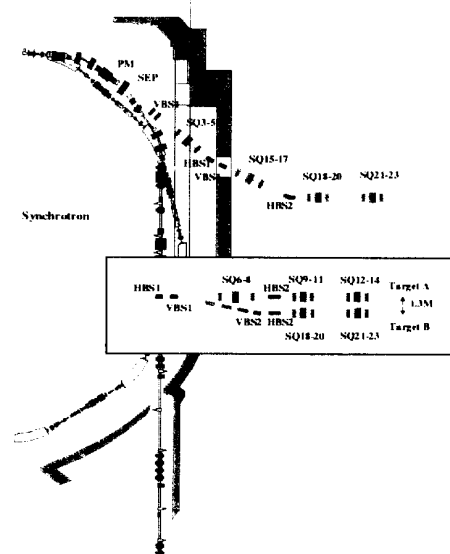 PM
SEP
VBS1
SQ3-5
HBS1
SQ15-17
VBS1
SQ18-20
SQ21-23
HBS2
Synchrotron
SQ6-8
SQ9-11
SQ12-14
HBS1
HBS2
Target A
VBS1
1.3M
VBS2
HBS2
Target B
SQ18-20
SQ21-23